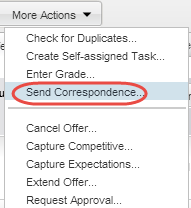 More Actions
Check for Duplicates...
Create Self-assigned Task...
Enter Grade...
Send Correspondence...
Cancel Offer...
Capture Competitive...
Capture Expectations...
Extend Offer...
Request Approval...